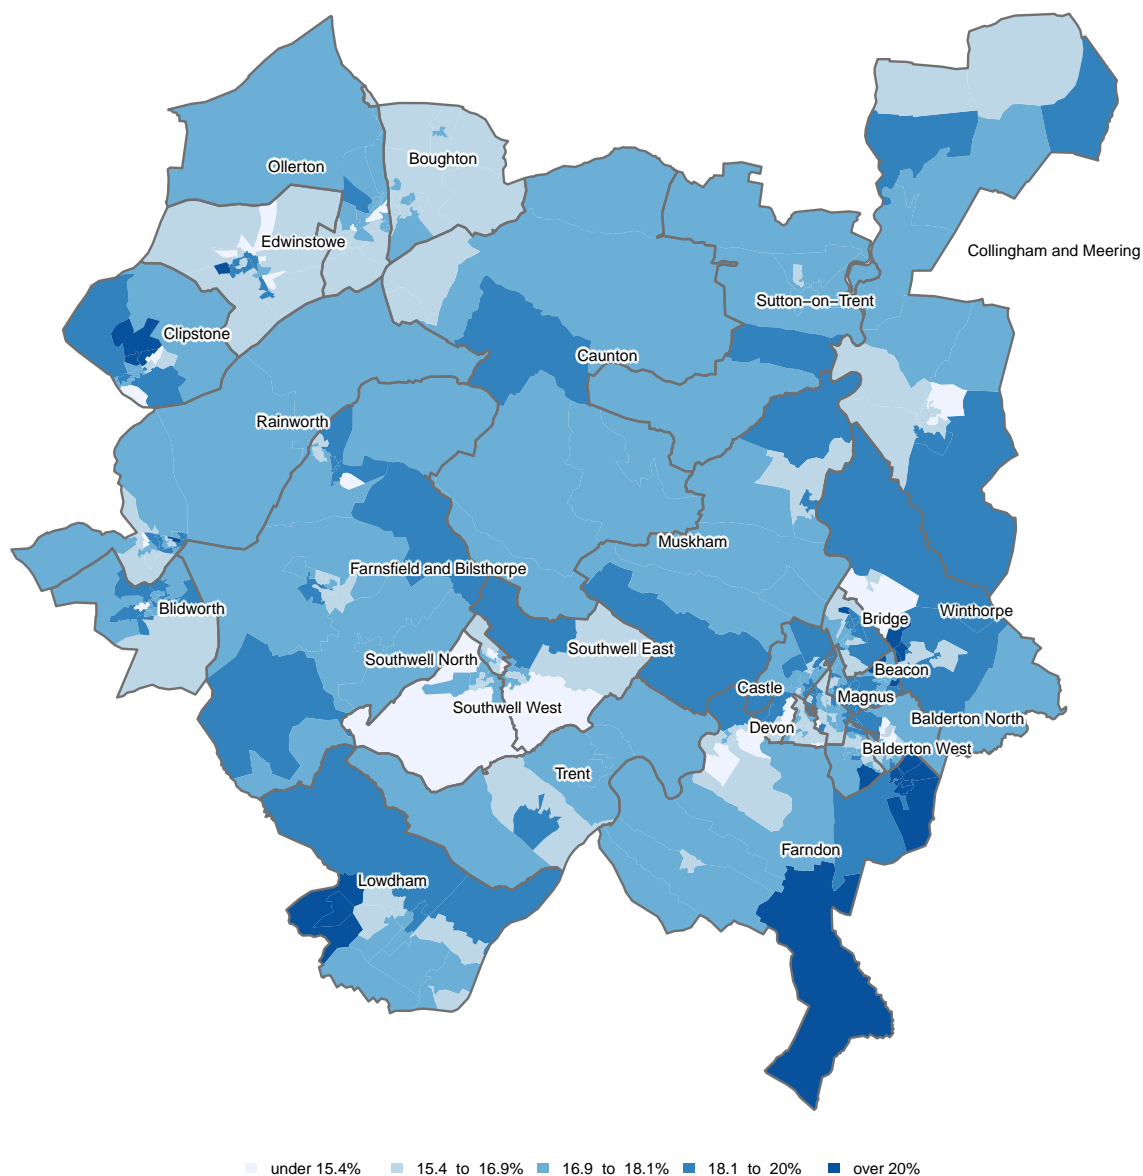 Boughton
Ollerton
Edwinstowe
Collingham and Meering
Sutton−on−Trent
Clipstone
Caunton
Rainworth
Muskham
Farnsfield and Bilsthorpe
Blidworth
Winthorpe
Bridge
Southwell East
Southwell North
Beacon
Castle
Magnus
Southwell West
Balderton North
Devon
Balderton West
Trent
Farndon
Lowdham
under 15.4% 15.4 to 16.9% 16.9 to 18.1% 18.1 to 20% over 20%